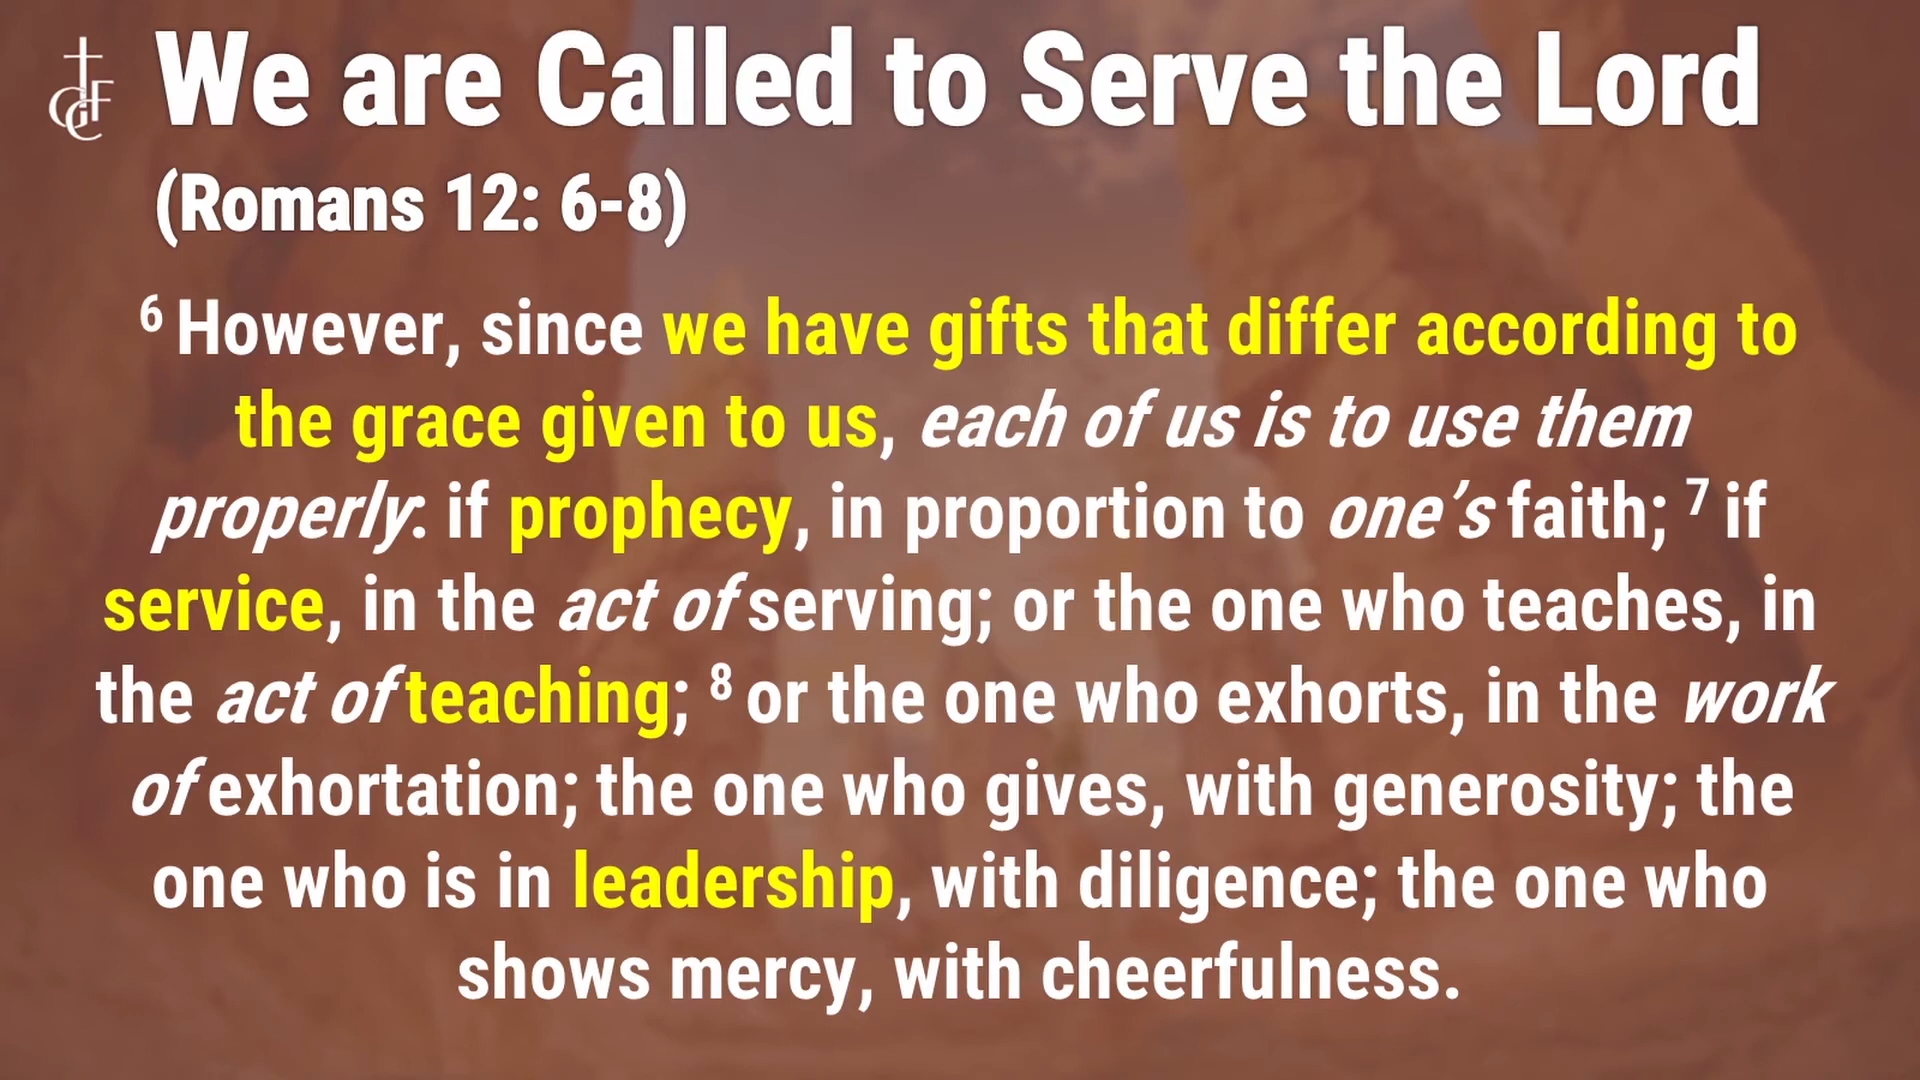 We are Called to Serve the Lord
(Romans 12: 6-8)
6 However, since we have gifts that differ according to
the grace given to us, each of us is to use them
properly: if prophecy, in proportion to one’s faith; 7 if
service, in the act of serving; or the one who teaches, in
the act of teaching; 8 or the one who exhorts, in the work
of exhortation; the one who gives, with generosity; the
one who is in leadership, with diligence; the one who
shows mercy, with cheerfulness.